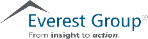 Everest Group®
From insight to action.